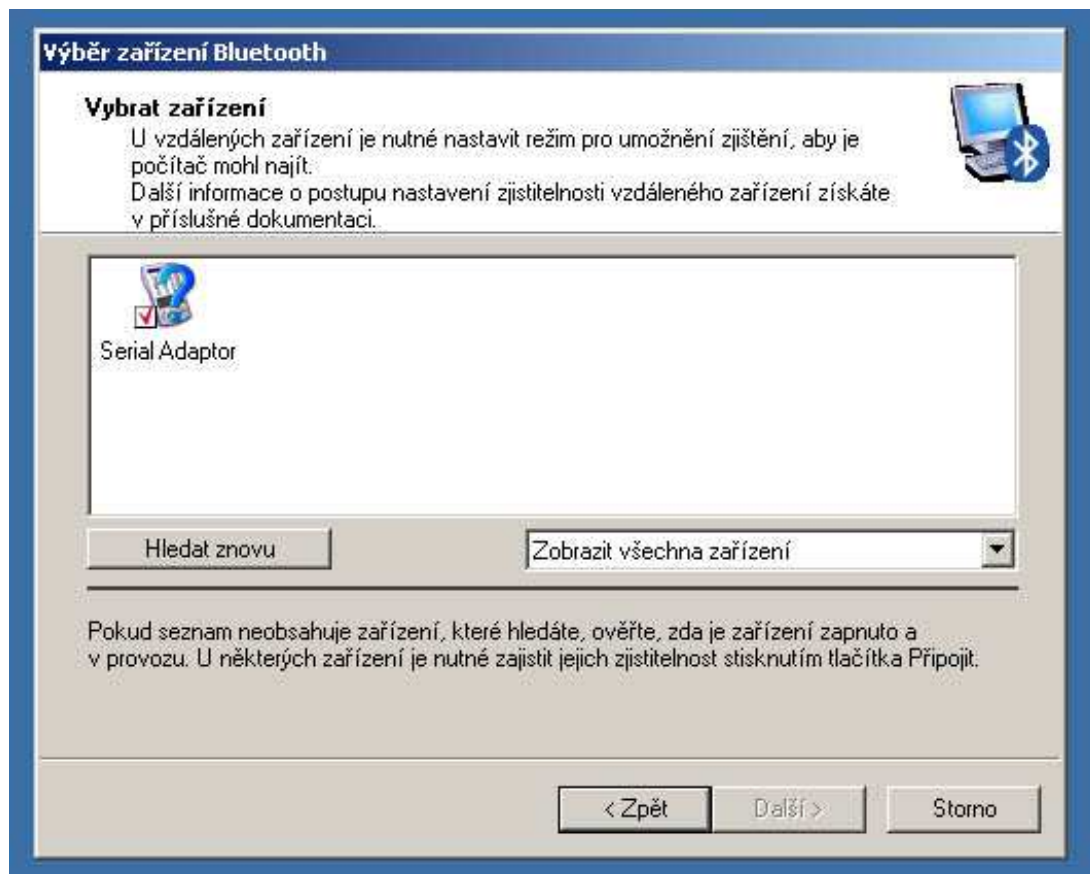 Výběr zařízení Bluetooth
Vybrat zařízení
U vzdálených zařízení je nutné nastavit režim pro umožnění zjištění, aby je
počítač mohl najít.
Další informace o postupu nastavení zjistitelnosti vzdáleného zařízení získáte
v příslušné dokumentaci.
Serial Adaptor
Hledat znovu
Zobrazit všechna zařízení
Pokud seznam neobsahuje zařízení, které hledáte, ověřte, zda je zařízení zapnuto a
v provozu. U některých zařízení je nutné zajistit jejich zjistitelnost stisknutím tlačítka Připojit.
< Zpět
Další >
Storno